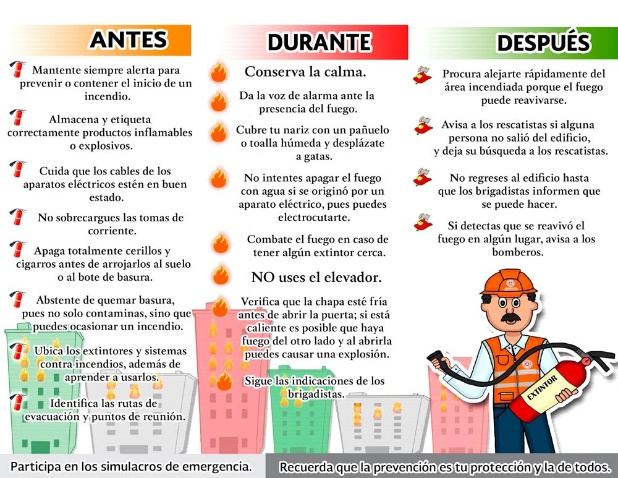 ANTES
Mantente siempre alerta para
prevenir o contener el inicio de un
incendio.
Almacena y etiqueta
correctamente productos inflamables
o explosivos.
Cuida que los cables de los
aparatos eléctricos estén en buen
estado.
No sobrecargues las tomas de
corriente.
Apaga totalmente cerillos y
cigarros antes de arrojarlos al suelo
o al bote de basura.
Abstente de quemar basura,
pues no solo contaminas, sino que
puedes ocasionar un incendio.
Ubica los extintores y sistemas
contra incendios, además de
aprender a usarlos.
Identifica las rutas de
evacuación y puntos de reunión.
DURANTE
Conserva la calma.
Da la voz de alarma ante la
presencia del fuego.
Cubre tu nariz con un pañuelo
o toalla húmeda y desplázate
a gatas.
No intentes apagar el fuego
con agua si se originó por un
aparato eléctrico, pues puedes
electrocutarte.
Combate el fuego en caso de
tener algún extintor cerca.
NO uses el elevador.
Verifica que la chapa esté fría
antes de abrir la puerta; si está
caliente es posible que haya
fuego del otro lado y al abrirla
puedes causar una explosión.
Sigue las indicaciones de los
brigadistas.
DESPUÉS
Procura alejarte rápidamente del
área incendiada porque el fuego
puede reavivarse.
Avisa a los rescatistas si alguna
persona no salió del edificio,
y deja su búsqueda a los rescatistas.
No regreses al edificio hasta
que los brigadistas informen que
se puede hacer.
Si detectas que se reavivó el
fuego en algún lugar, avisa a los
bomberos.
EXTINTOR
Participa en los simulacros de emergencia.
Recuerda que la prevención es tu protección y la de todos.